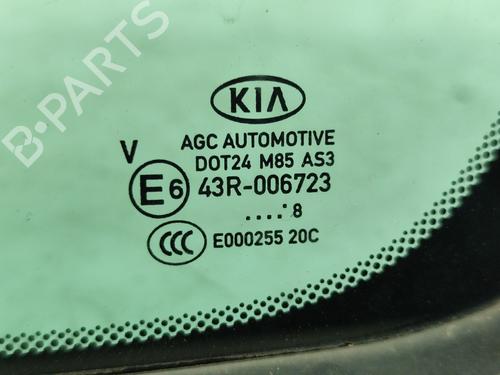 B-PARTS
KIA
AGC AUTOMOTIVE
V
DOT24 M85 AS3
E6 43R-006723
....' 8
CCC E000255 20C